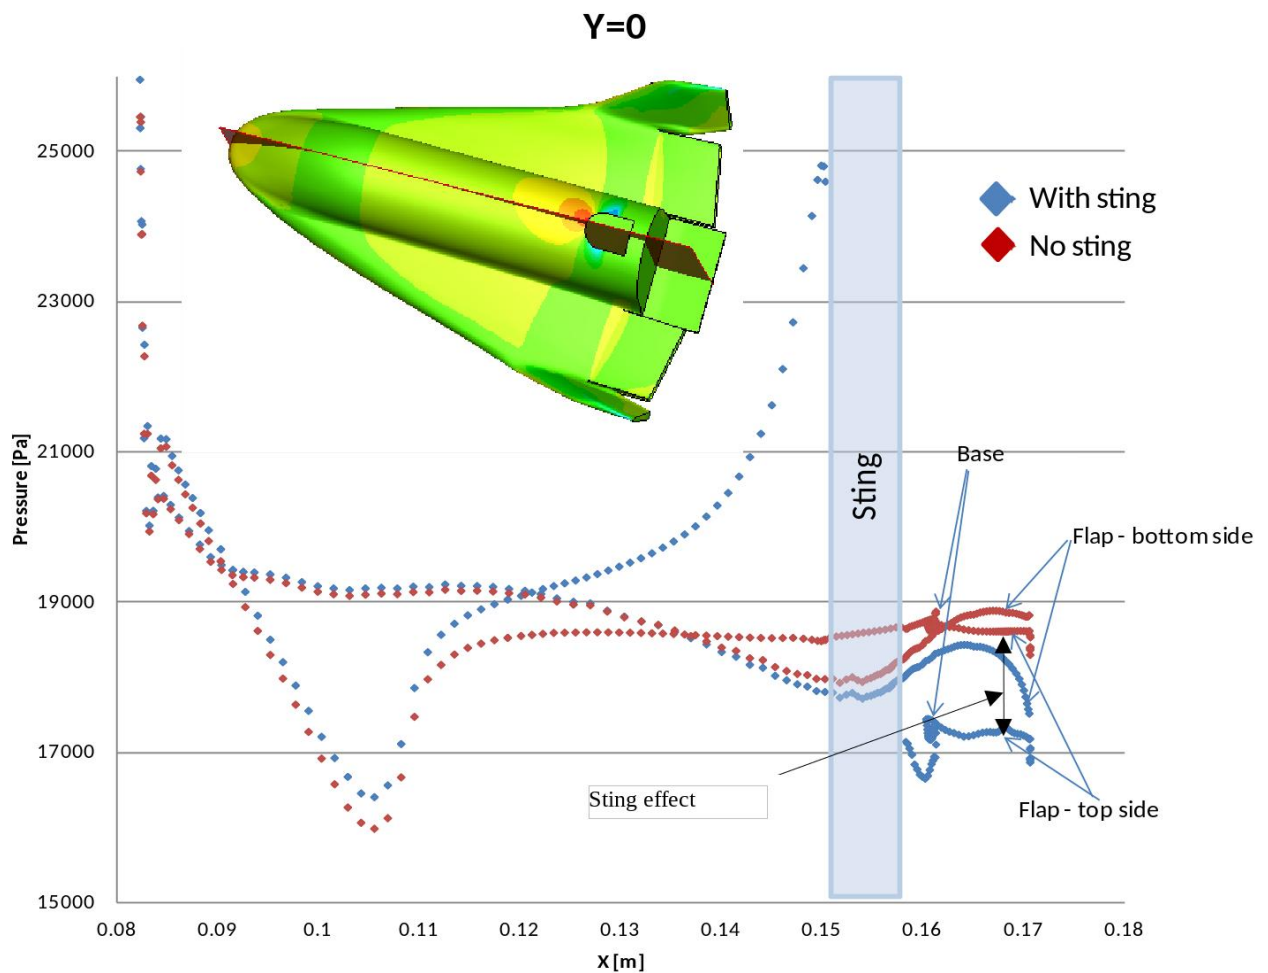 Y=0
25000
With sting
No sting
23000
21000
Base
Sting
Pressure [Pa]
Flap - bottom side
19000
17000
Sting effect
Flap - top side
15000
0.08 0.09 0.1 0.11 0.12 0.13 0.14 0.15 0.16 0.17 0.18
X [m]